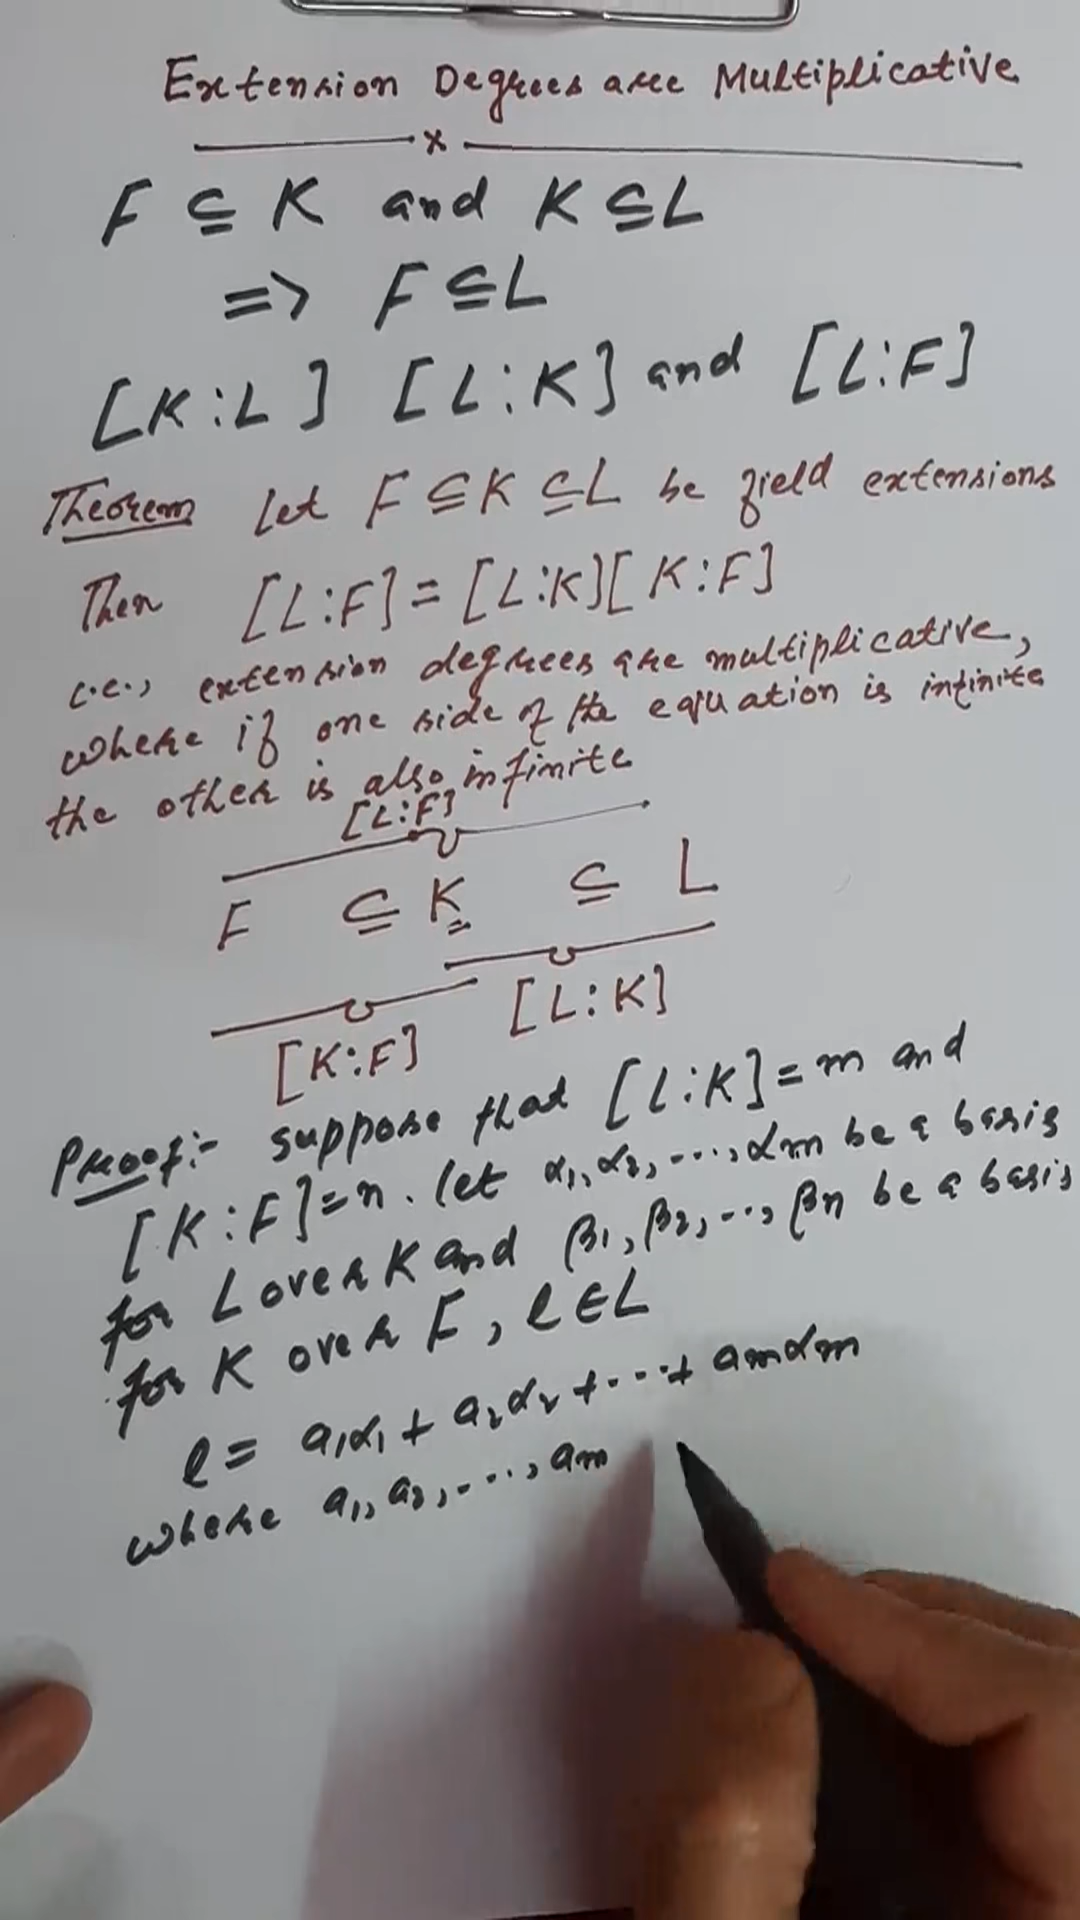 Extension Degrees are Multiplicative
x
F ⊆ K and K ⊆ L
=> F ⊆ L
[K:L] [L:K] and [L:F]
Theorem Let F ⊆ K ⊆ L be field extensions
Then [L:F] = [L:K][K:F]
i.e., extension degrees are multiplicative,
where if one side of the equation is infinite
the other is also infinite
[L:F]
F ⊆ K ⊆ L
[L:K]
[K:F]
Proof:- suppose that [L:K] = m and
[K:F] = n. let α₁, α₂, ..., αm be a basis
for L over K and β₁, β₂, ..., βn be a basis
for K over F, l ∈ L
l = a₁α₁ + a₂α₂ + ... + amαm
where a₁, a₂, ..., am